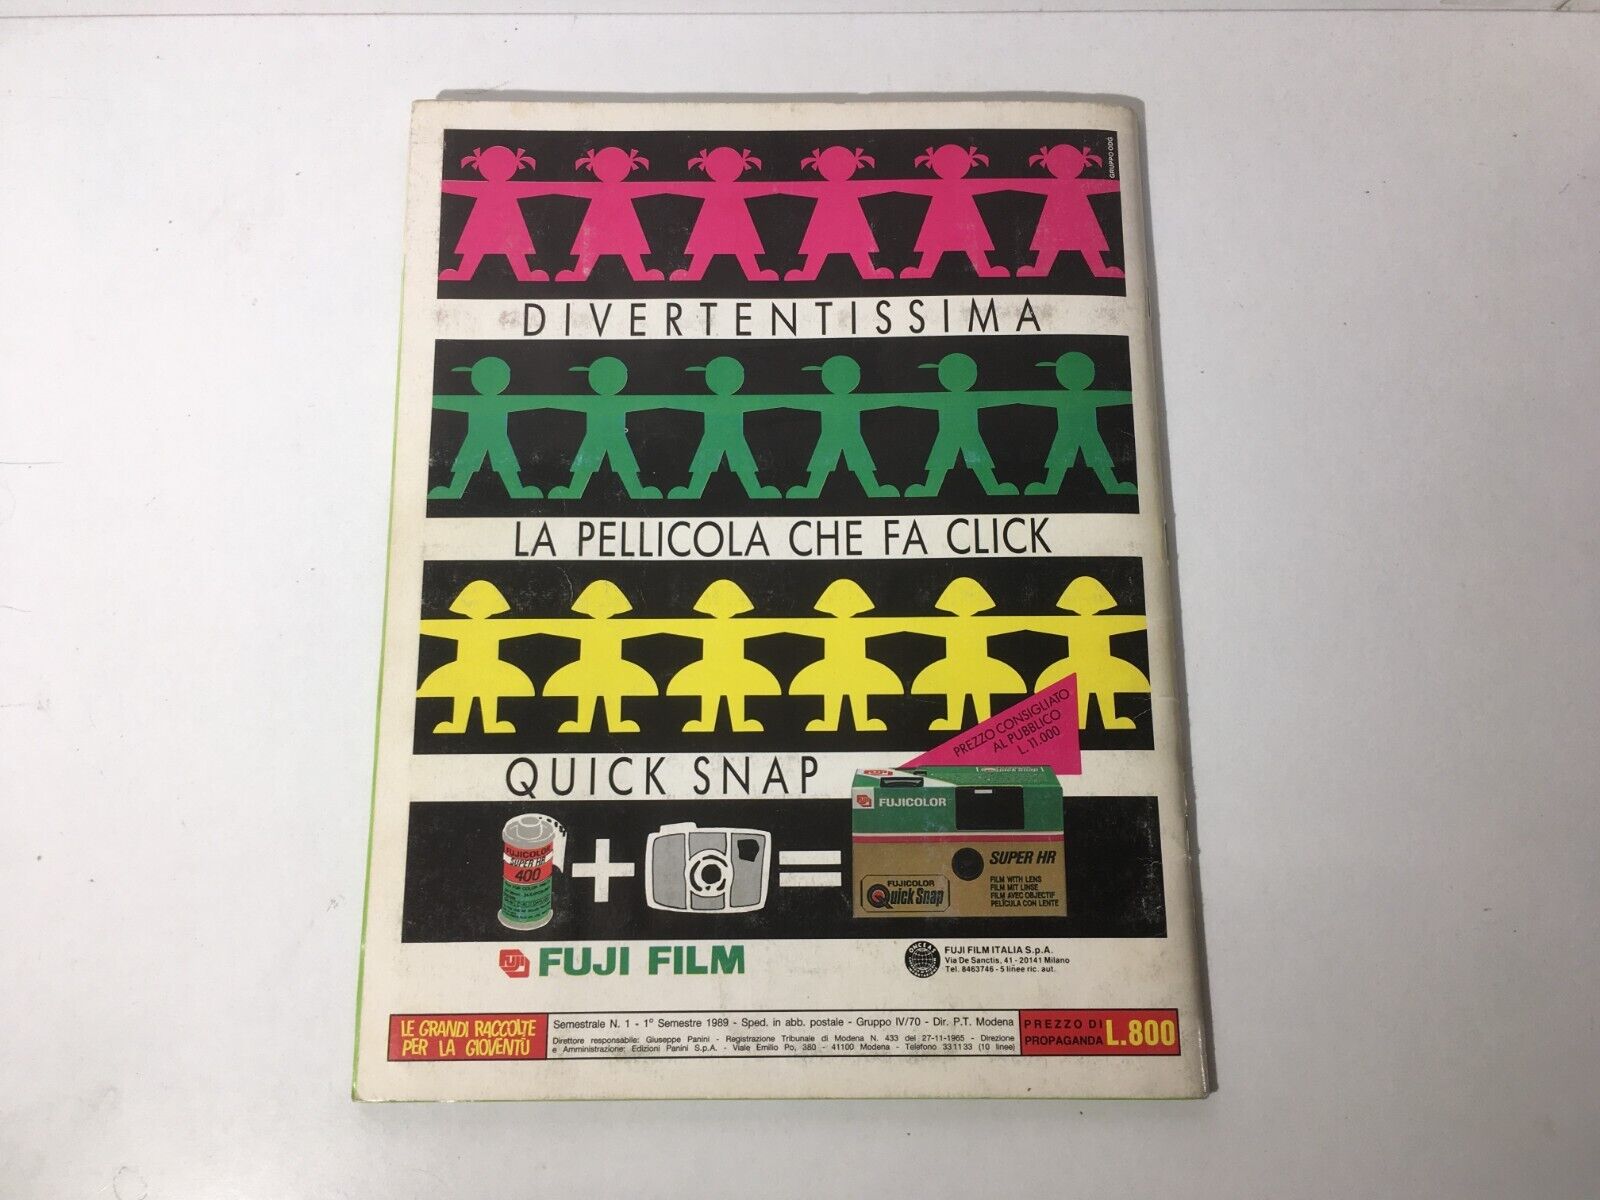 GRUPPO ODG
DIVERTENTISSIMA
LA PELLICOLA CHE FA CLICK
PREZZO CONSIGLIATO
AL PUBBLICO
L. 11.000
QUICK SNAP
FUJICOLOR
SUPER HR
400
FUJI
FUJICOLOR
Quick Snap
SUPER HR
FILM WITH LENS
FILM MIT LINSE
FILM AVEC OBJECTIF
PELÍCULA CON LENTE
FUJICOLOR
Quick Snap
FUJI FUJI FILM
FUJI FILM ITALIA S.p.A.
Via De Sanctis, 41 - 20141 Milano
Tel. 8463746 - 5 linee ric. aut.
LE GRANDI RACCOLTE
PER LA GIOVENTÙ
Semestrale N. 1 - 1° Semestre 1989 - Sped. in abb. postale - Gruppo IV/70 - Dir. P.T. Modena
Direttore responsabile: Giuseppe Panini - Registrazione Tribunale di Modena N. 433 del 27-11-1965 - Direzione
e Amministrazione: Edizioni Panini S.p.A. - Viale Emilio Po, 380 - 41100 Modena - Telefono 331133 (10 linee)
PREZZO DI
PROPAGANDA L.800